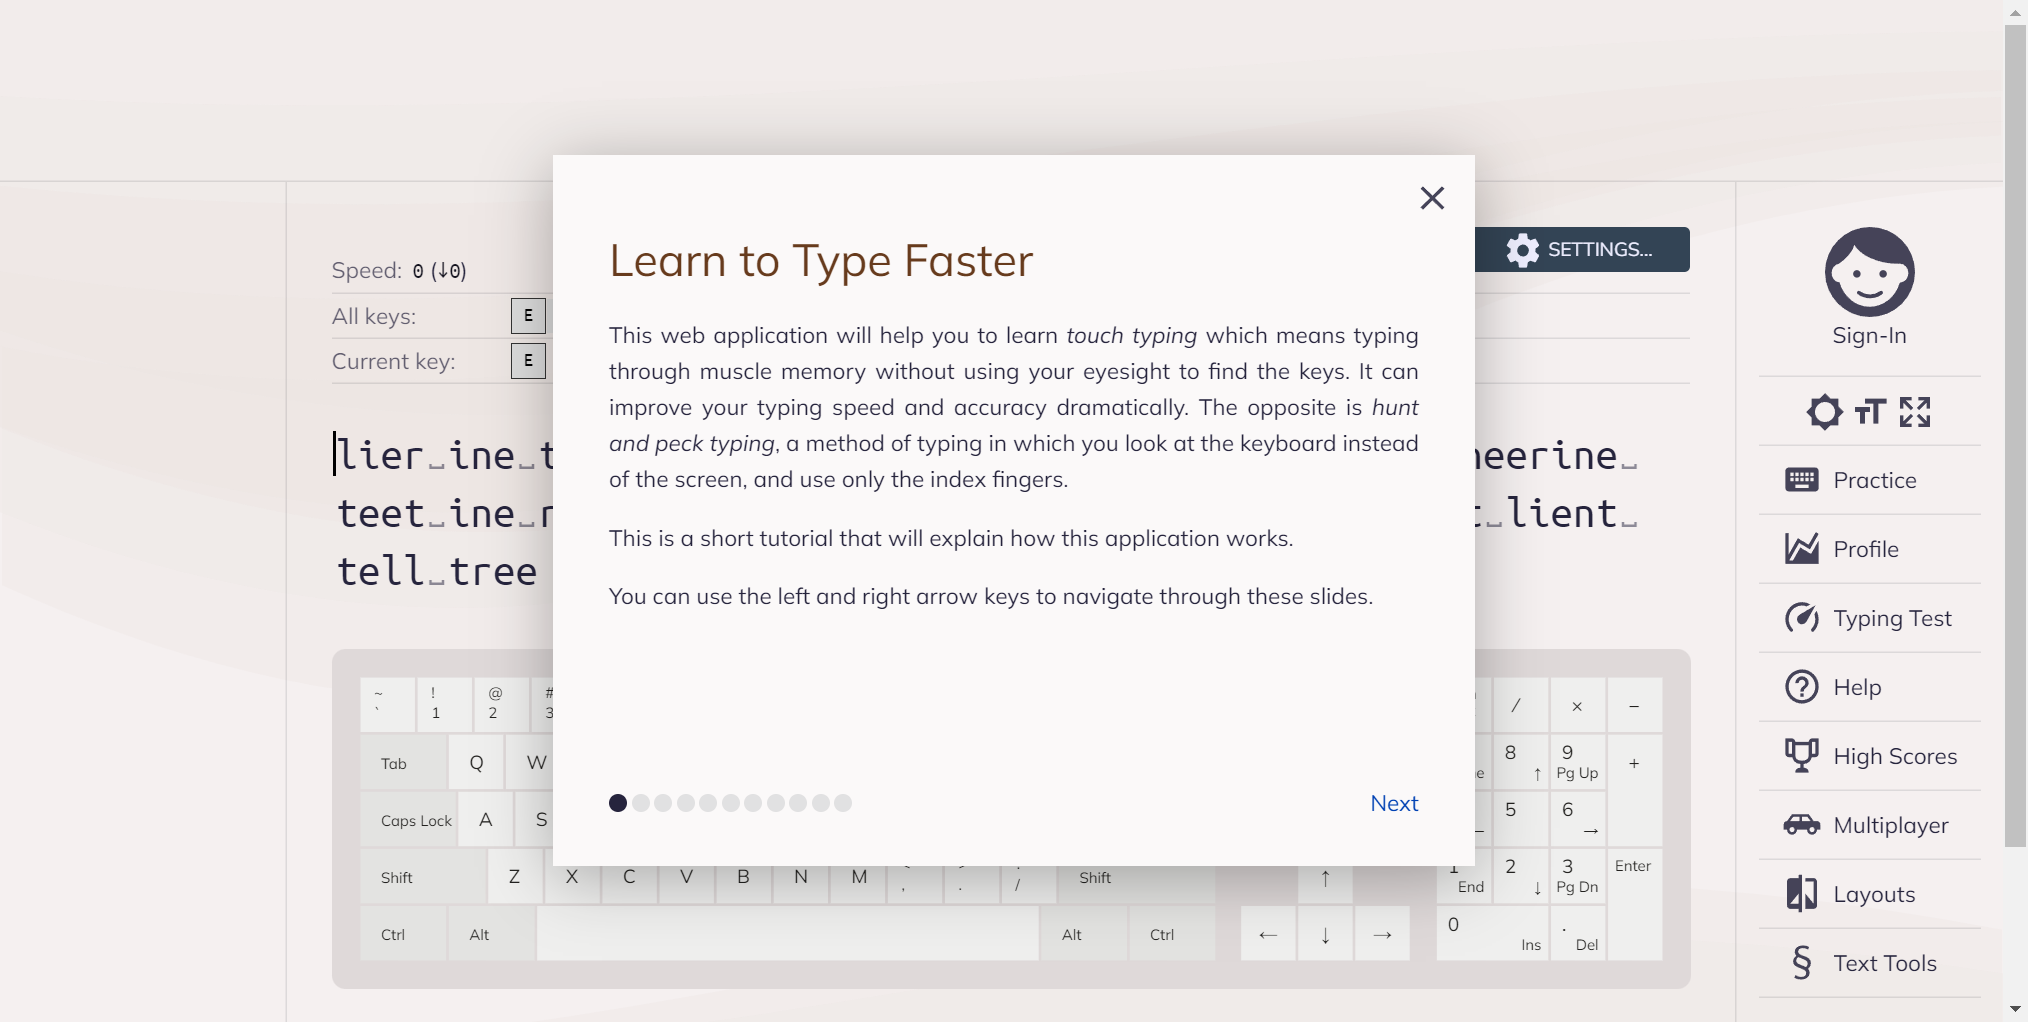 Learn to Type Faster
This web application will help you to learn touch typing which means typing
through muscle memory without using your eyesight to find the keys. It can
improve your typing speed and accuracy dramatically. The opposite is hunt
and peck typing, a method of typing in which you look at the keyboard instead
of the screen, and use only the index fingers.
This is a short tutorial that will explain how this application works.
You can use the left and right arrow keys to navigate through these slides.
Next
Speed: 0 (↓0)
All keys: E
Current key: E
SETTINGS...
lier␣ine␣t
neerine␣
teet␣ine␣r
t␣lient␣
tell␣tree
~ ! @ #
` 1 2 3
/ × −
Tab Q W
8 ↑ 9 Pg Up +
Caps Lock A S
5 6 →
Shift Z X C V B N M , . / Shift
↑
1 End 2 ↓ 3 Pg Dn Enter
Ctrl Alt Alt Ctrl
← ↓ →
0 Ins . Del
Sign-In
Practice
Profile
Typing Test
Help
High Scores
Multiplayer
Layouts
§ Text Tools